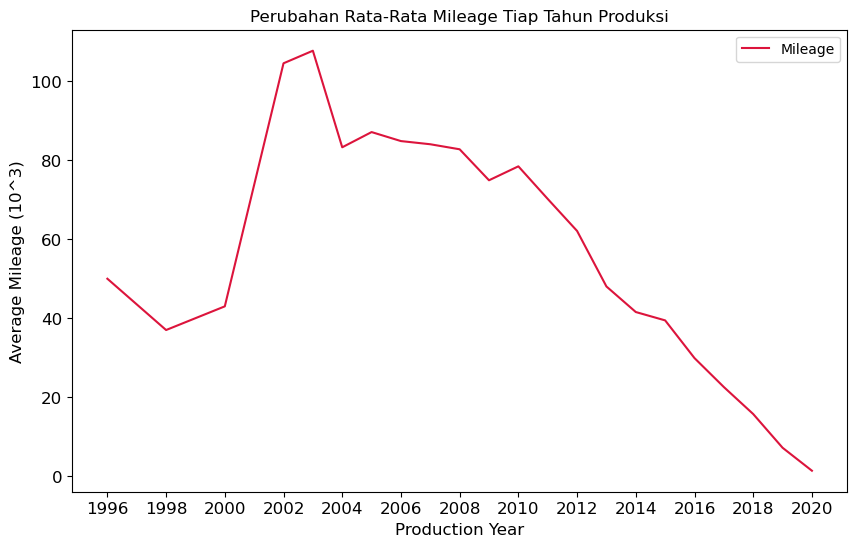 Perubahan Rata-Rata Mileage Tiap Tahun Produksi
Mileage
Average Mileage (10^3)
100
80
60
40
20
0
1996 1998 2000 2002 2004 2006 2008 2010 2012 2014 2016 2018 2020
Production Year